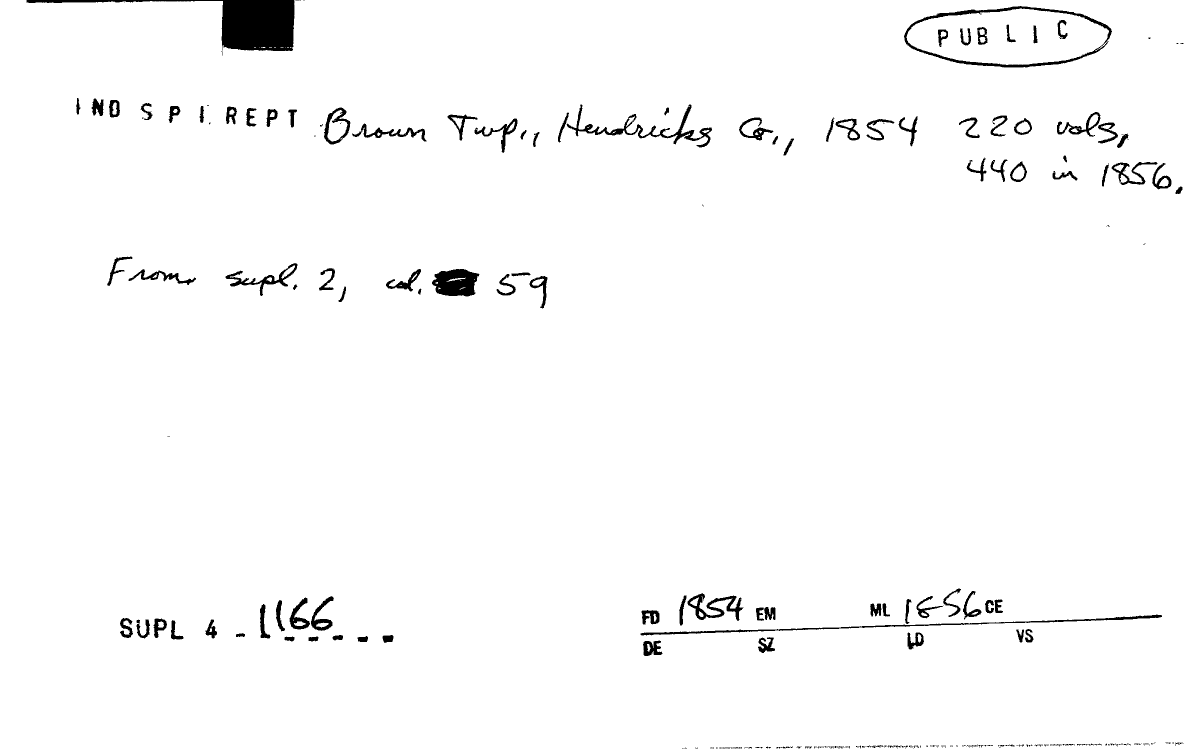 PUBLIC
IND SPI REPT Brown Twp., Hendricks Co., 1854 220 vols,
440 in 1856.
From supl. 2, col. 59
SUPL 4 - 1166
FD 1854 EM ML 1856 CE
DE SZ LD VS